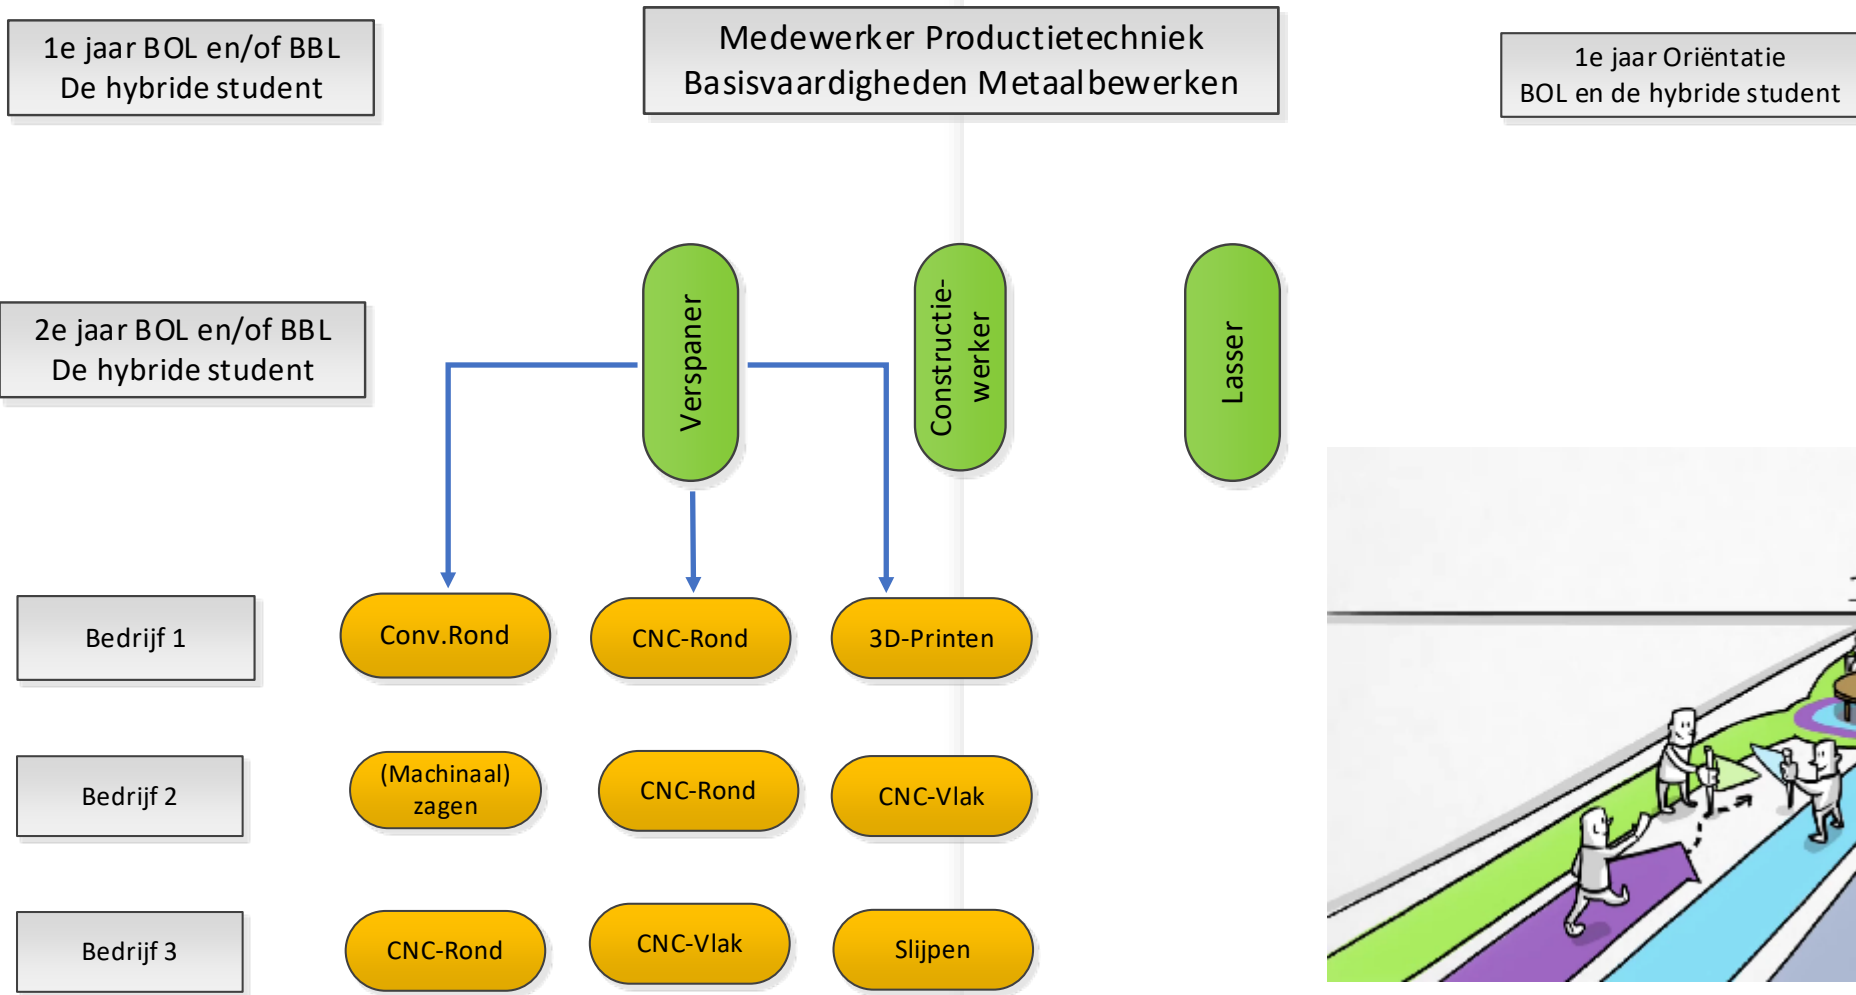 1e jaar BOL en/of BBL
De hybride student
Medewerker Productietechniek
Basisvaardigheden Metaalbewerken
1e jaar Oriëntatie
BOL en de hybride student
2e jaar BOL en/of BBL
De hybride student
Verspaner
Constructie-
werker
Lasser
Bedrijf 1
Conv.Rond
CNC-Rond
3D-Printen
Bedrijf 2
(Machinaal)
zagen
CNC-Rond
CNC-Vlak
Bedrijf 3
CNC-Rond
CNC-Vlak
Slijpen